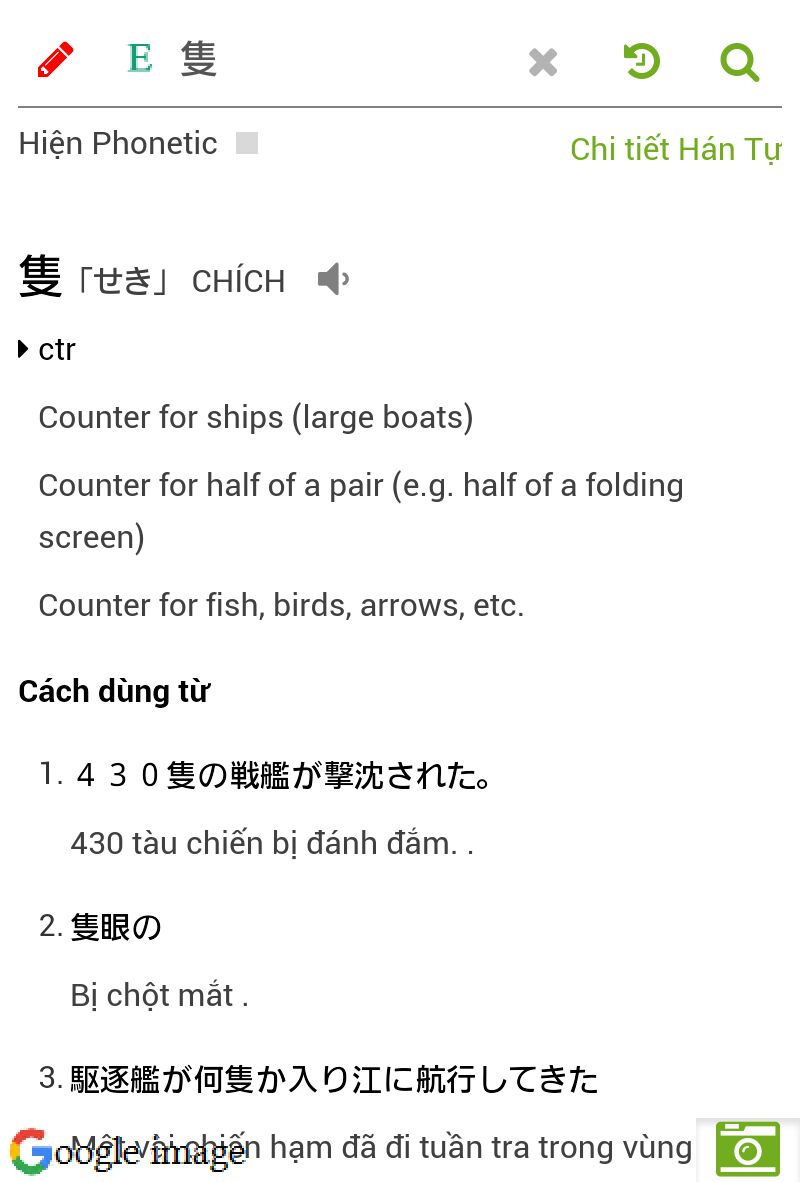 E 隻
Hiện Phonetic
Chi tiết Hán Tự
隻「せき」 CHÍCH
ctr
Counter for ships (large boats)
Counter for half of a pair (e.g. half of a folding
screen)
Counter for fish, birds, arrows, etc.
Cách dùng từ
1. ４３０隻の戦艦が撃沈された。
430 tàu chiến bị đánh đắm. .
2. 隻眼の
Bị chột mắt .
3. 駆逐艦が何隻か入り江に航行してきた
Một vài chiến hạm đã đi tuần tra trong vùng
Google image